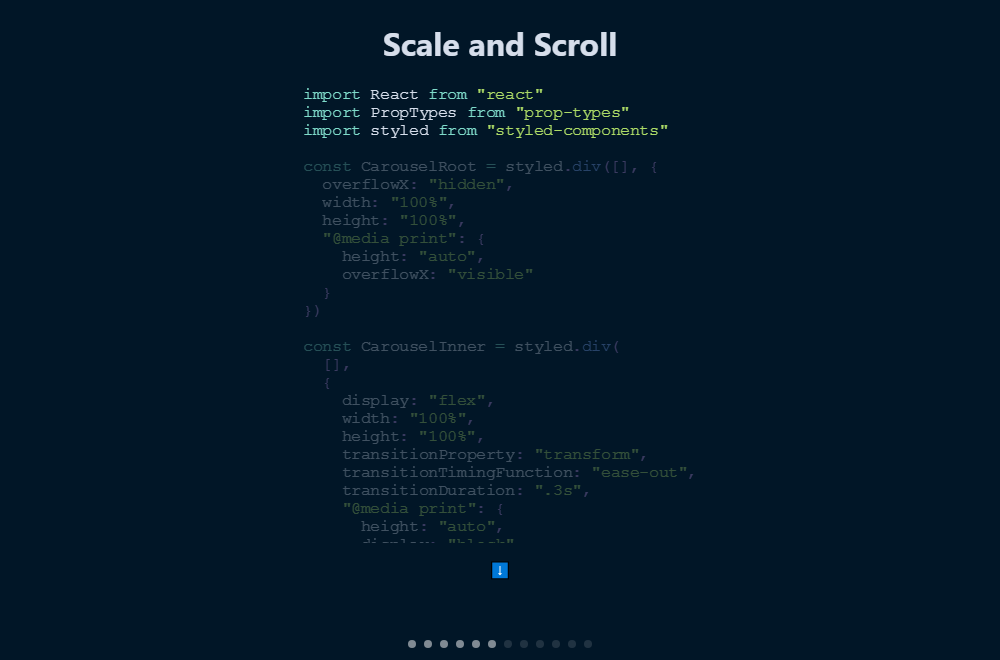 Scale and Scroll
import React from "react"
import PropTypes from "prop-types"
import styled from "styled-components"
const CarouselRoot = styled.div([], {
  overflowX: "hidden",
  width: "100%",
  height: "100%",
  "@media print": {
    height: "auto",
    overflowX: "visible"
  }
})
const CarouselInner = styled.div(
  [],
  {
    display: "flex",
    width: "100%",
    height: "100%",
    transitionProperty: "transform",
    transitionTimingFunction: "ease-out",
    transitionDuration: ".3s",
    "@media print": {
      height: "auto",
      display: "block"
↓